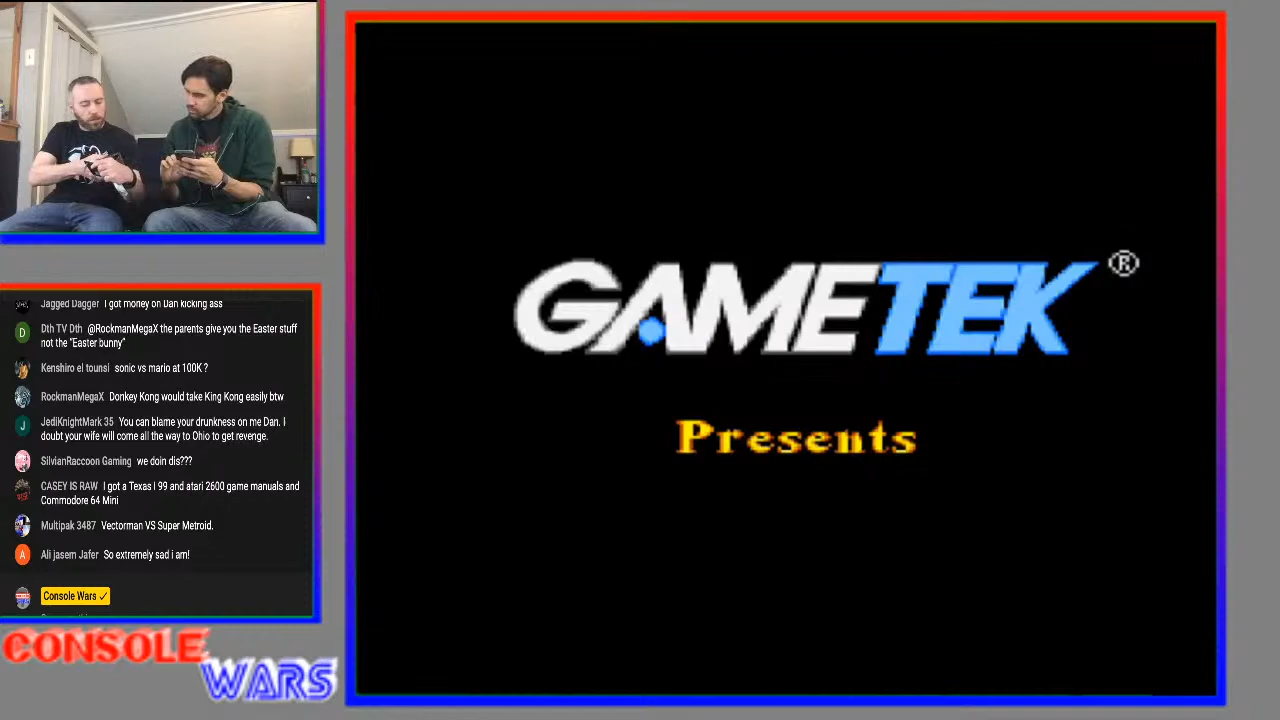 Jagged Dagger I got money on Dan kicking ass
Dth TV Dth @RockmanMegaX the parents give you the Easter stuff
not the "Easter bunny"
Kenshiro el tounsi sonic vs mario at 100K ?
RockmanMegaX Donkey Kong would take King Kong easily btw
JediKnightMark 35 You can blame your drunkness on me Dan. I
doubt your wife will come all the way to Ohio to get revenge.
SilvianRaccoon Gaming we doin dis???
CASEY IS RAW I got a Texas I 99 and atari 2600 game manuals and
Commodore 64 Mini
Multipak 3487 Vectorman VS Super Metroid.
Ali jasem Jafer So extremely sad i am!
Console Wars ✓
CONSOLE
WARS
GAMETEK®
Presents